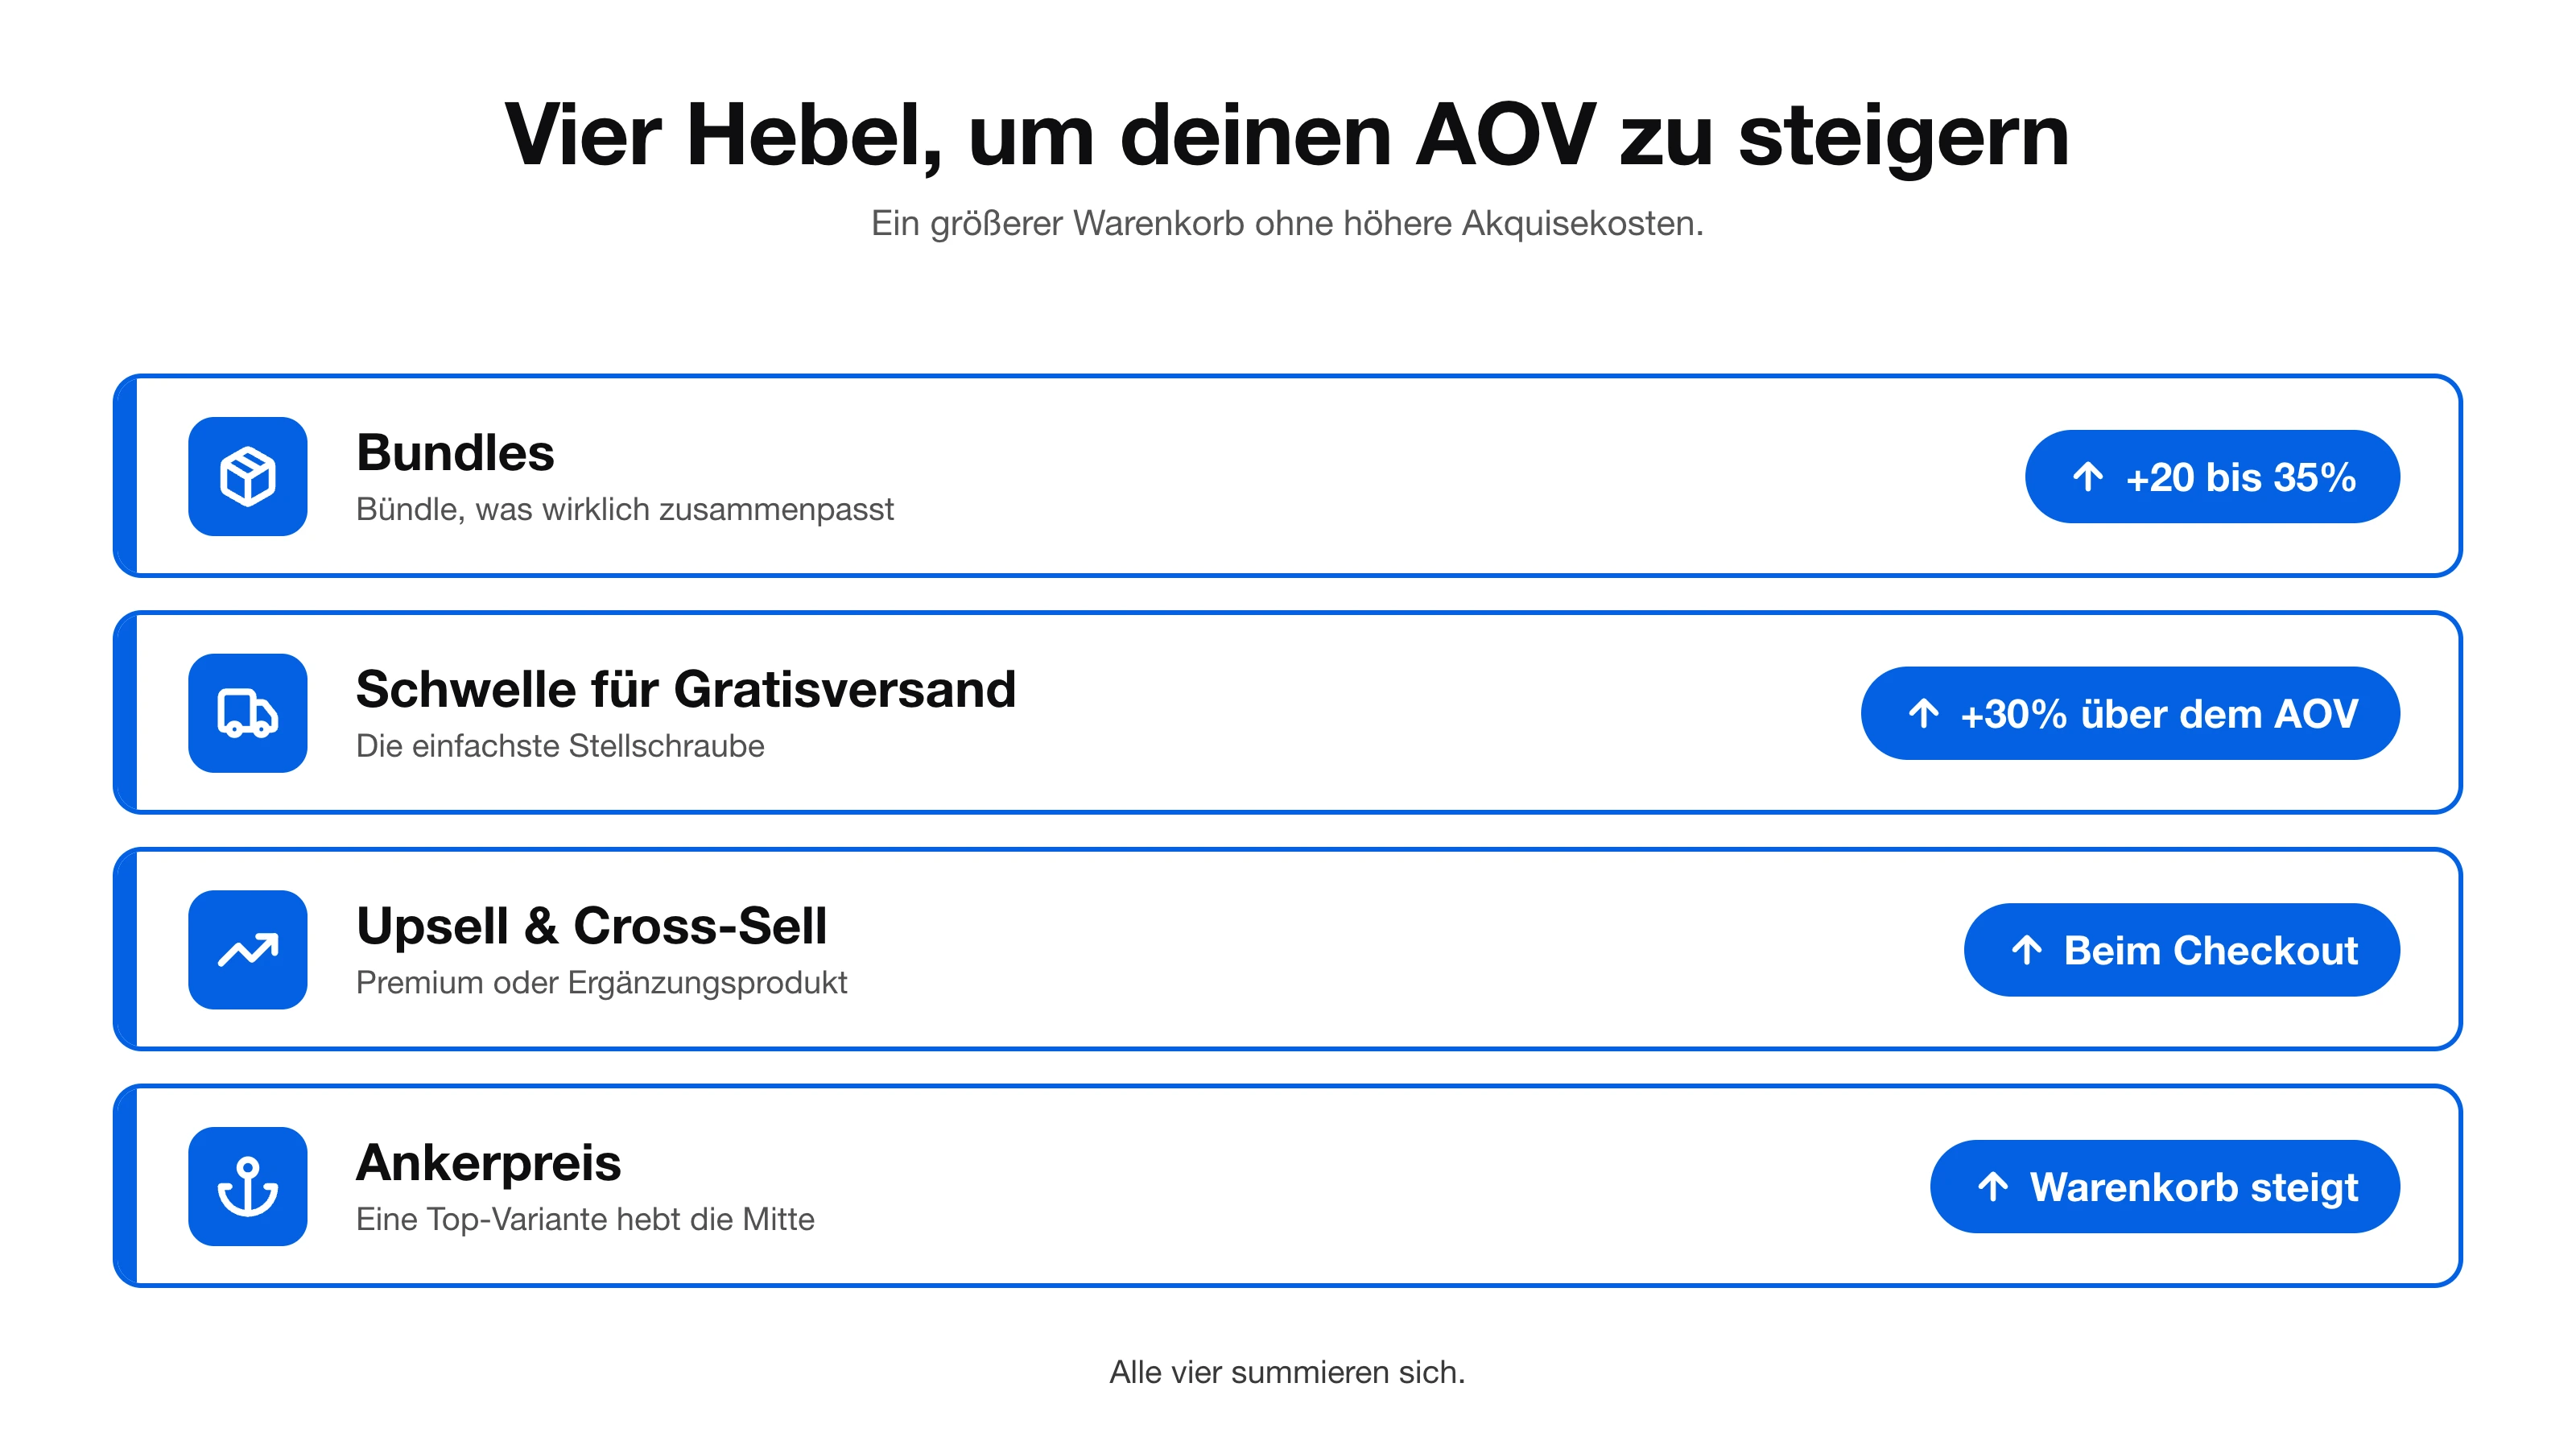 Vier Hebel, um deinen AOV zu steigern
Ein größerer Warenkorb ohne höhere Akquisekosten.
Bundles
Bündle, was wirklich zusammenpasst
↑ +20 bis 35%
Schwelle für Gratisversand
Die einfachste Stellschraube
↑ +30% über dem AOV
Upsell & Cross-Sell
Premium oder Ergänzungsprodukt
↑ Beim Checkout
Ankerpreis
Eine Top-Variante hebt die Mitte
↑ Warenkorb steigt
Alle vier summieren sich.